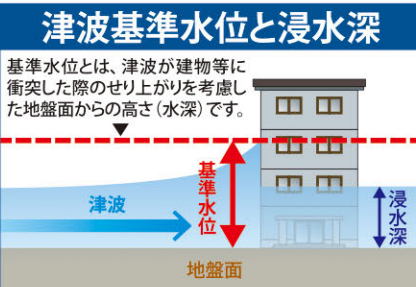 津波基準水位と浸水深
基準水位とは、津波が建物等に
衝突した際のせり上がりを考慮し
た地盤面からの高さ(水深)です。
津波
基準水位
浸水深
地盤面